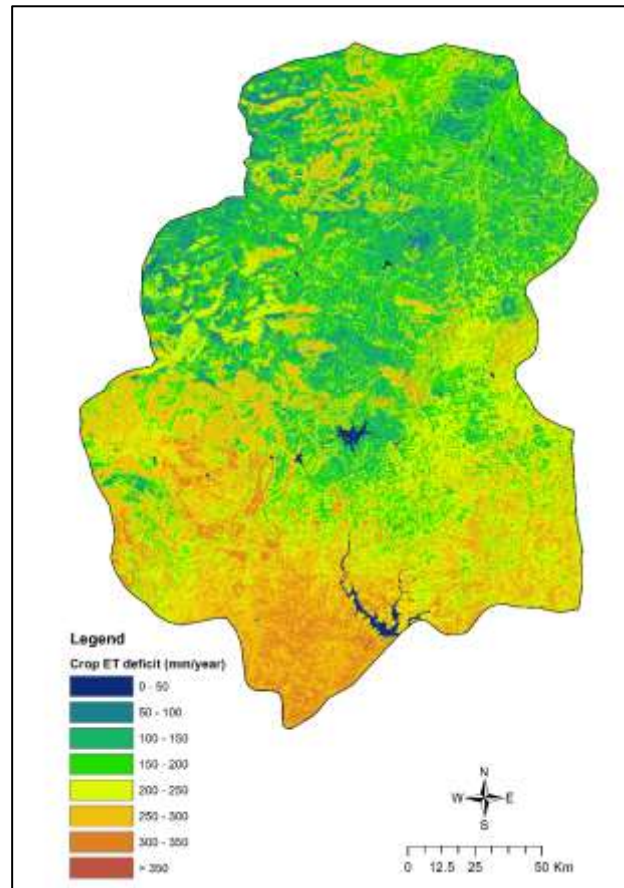 Legend
Crop ET deficit (mm/year)
0 - 50
50 - 100
100 - 150
150 - 200
200 - 250
250 - 300
300 - 350
> 350
N
W E
S
0 12.5 25 50 Km